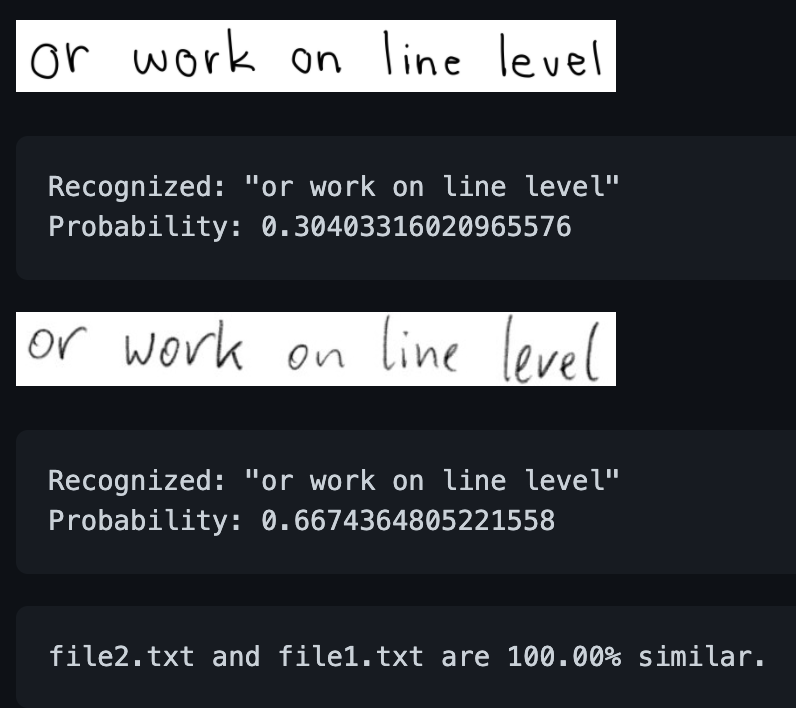 or work on line level
Recognized: "or work on line level"
Probability: 0.30403316020965576
or work on line level
Recognized: "or work on line level"
Probability: 0.6674364805221558
file2.txt and file1.txt are 100.00% similar.